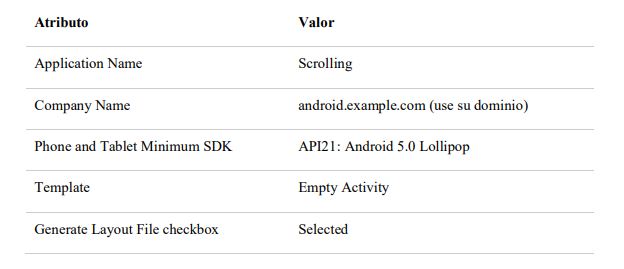 Atributo Valor
Application Name Scrolling
Company Name android.example.com (use su dominio)
Phone and Tablet Minimum SDK API21: Android 5.0 Lollipop
Template Empty Activity
Generate Layout File checkbox Selected